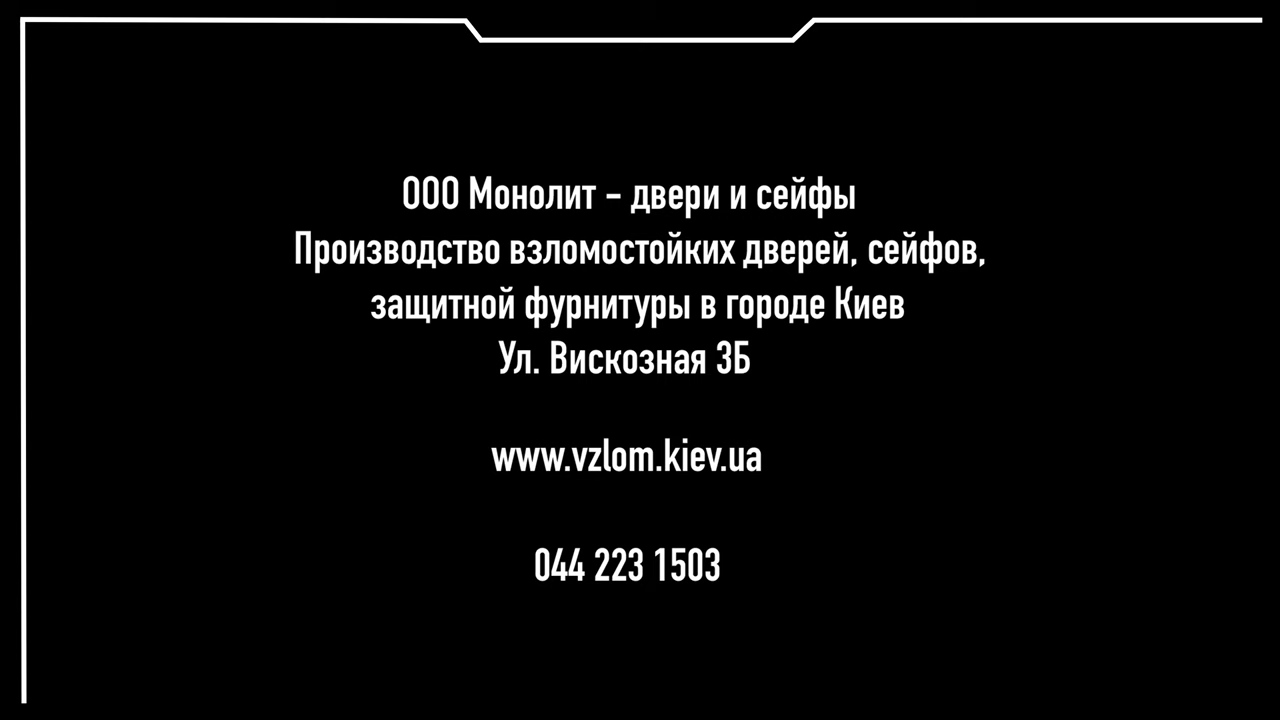 ООО Монолит - двери и сейфы
Производство взломостойких дверей, сейфов,
защитной фурнитуры в городе Киев
Ул. Вискозная 3Б
www.vzlom.kiev.ua
044 223 1503